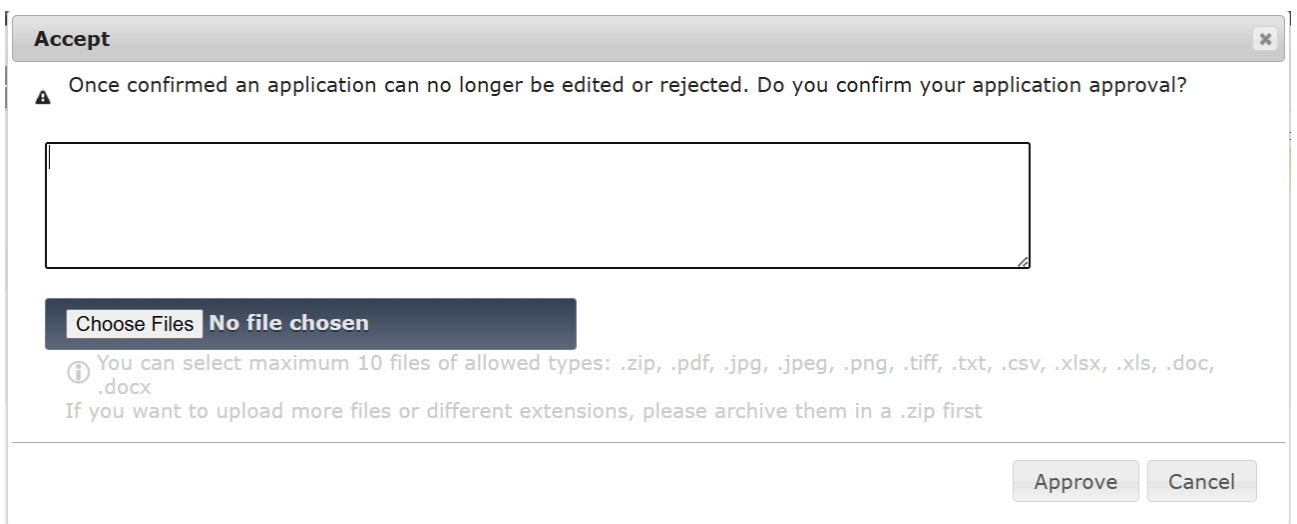 Accept
Once confirmed an application can no longer be edited or rejected. Do you confirm your application approval?
Choose Files No file chosen
You can select maximum 10 files of allowed types: .zip, .pdf, .jpg, .jpeg, .png, .tiff, .txt, .csv, .xlsx, .xls, .doc,
.docx
If you want to upload more files or different extensions, please archive them in a .zip first
Approve Cancel